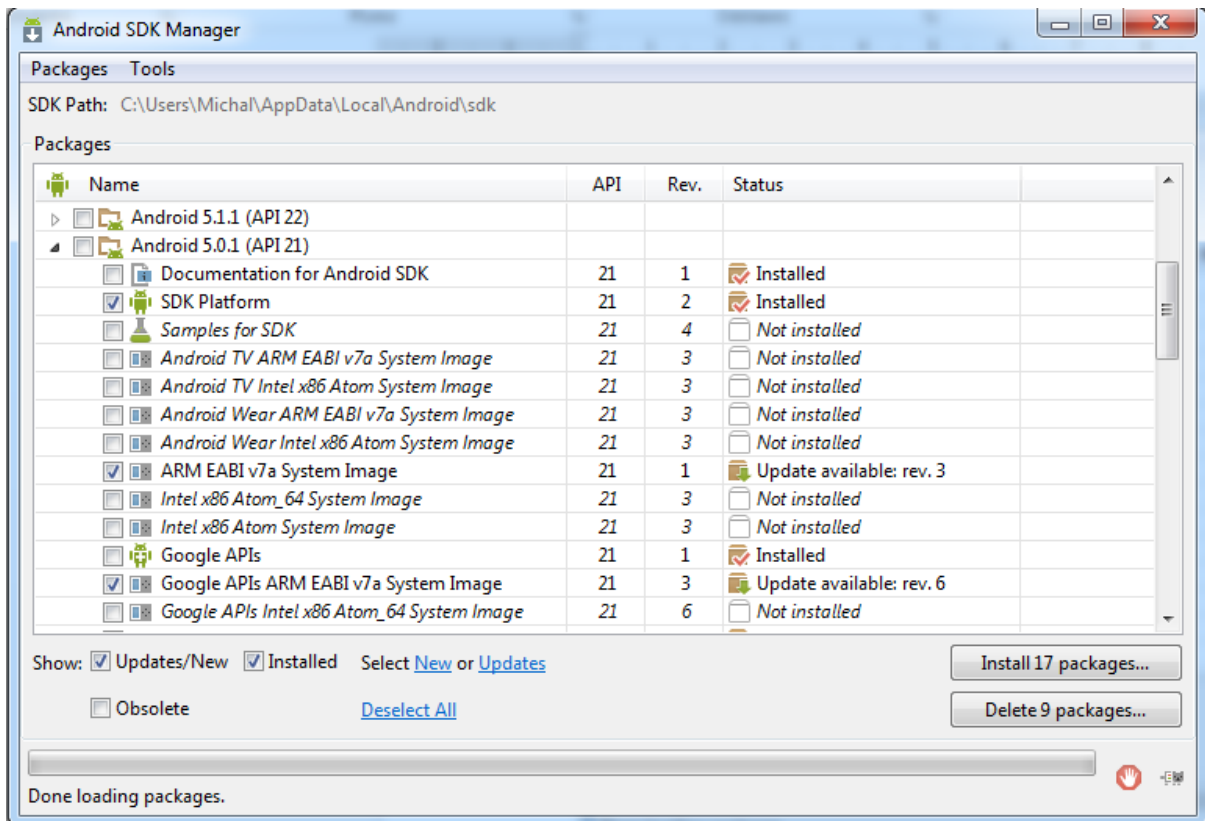 Android SDK Manager
Packages Tools
SDK Path: C:\Users\Michal\AppData\Local\Android\sdk
Packages
Name API Rev. Status
Android 5.1.1 (API 22)
Android 5.0.1 (API 21)
Documentation for Android SDK 21 1 Installed
SDK Platform 21 2 Installed
Samples for SDK 21 4 Not installed
Android TV ARM EABI v7a System Image 21 3 Not installed
Android TV Intel x86 Atom System Image 21 3 Not installed
Android Wear ARM EABI v7a System Image 21 3 Not installed
Android Wear Intel x86 Atom System Image 21 3 Not installed
ARM EABI v7a System Image 21 1 Update available: rev. 3
Intel x86 Atom_64 System Image 21 3 Not installed
Intel x86 Atom System Image 21 3 Not installed
Google APIs 21 1 Installed
Google APIs ARM EABI v7a System Image 21 3 Update available: rev. 6
Google APIs Intel x86 Atom_64 System Image 21 6 Not installed
Show: Updates/New Installed Select New or Updates Install 17 packages...
Obsolete Deselect All Delete 9 packages...
Done loading packages.